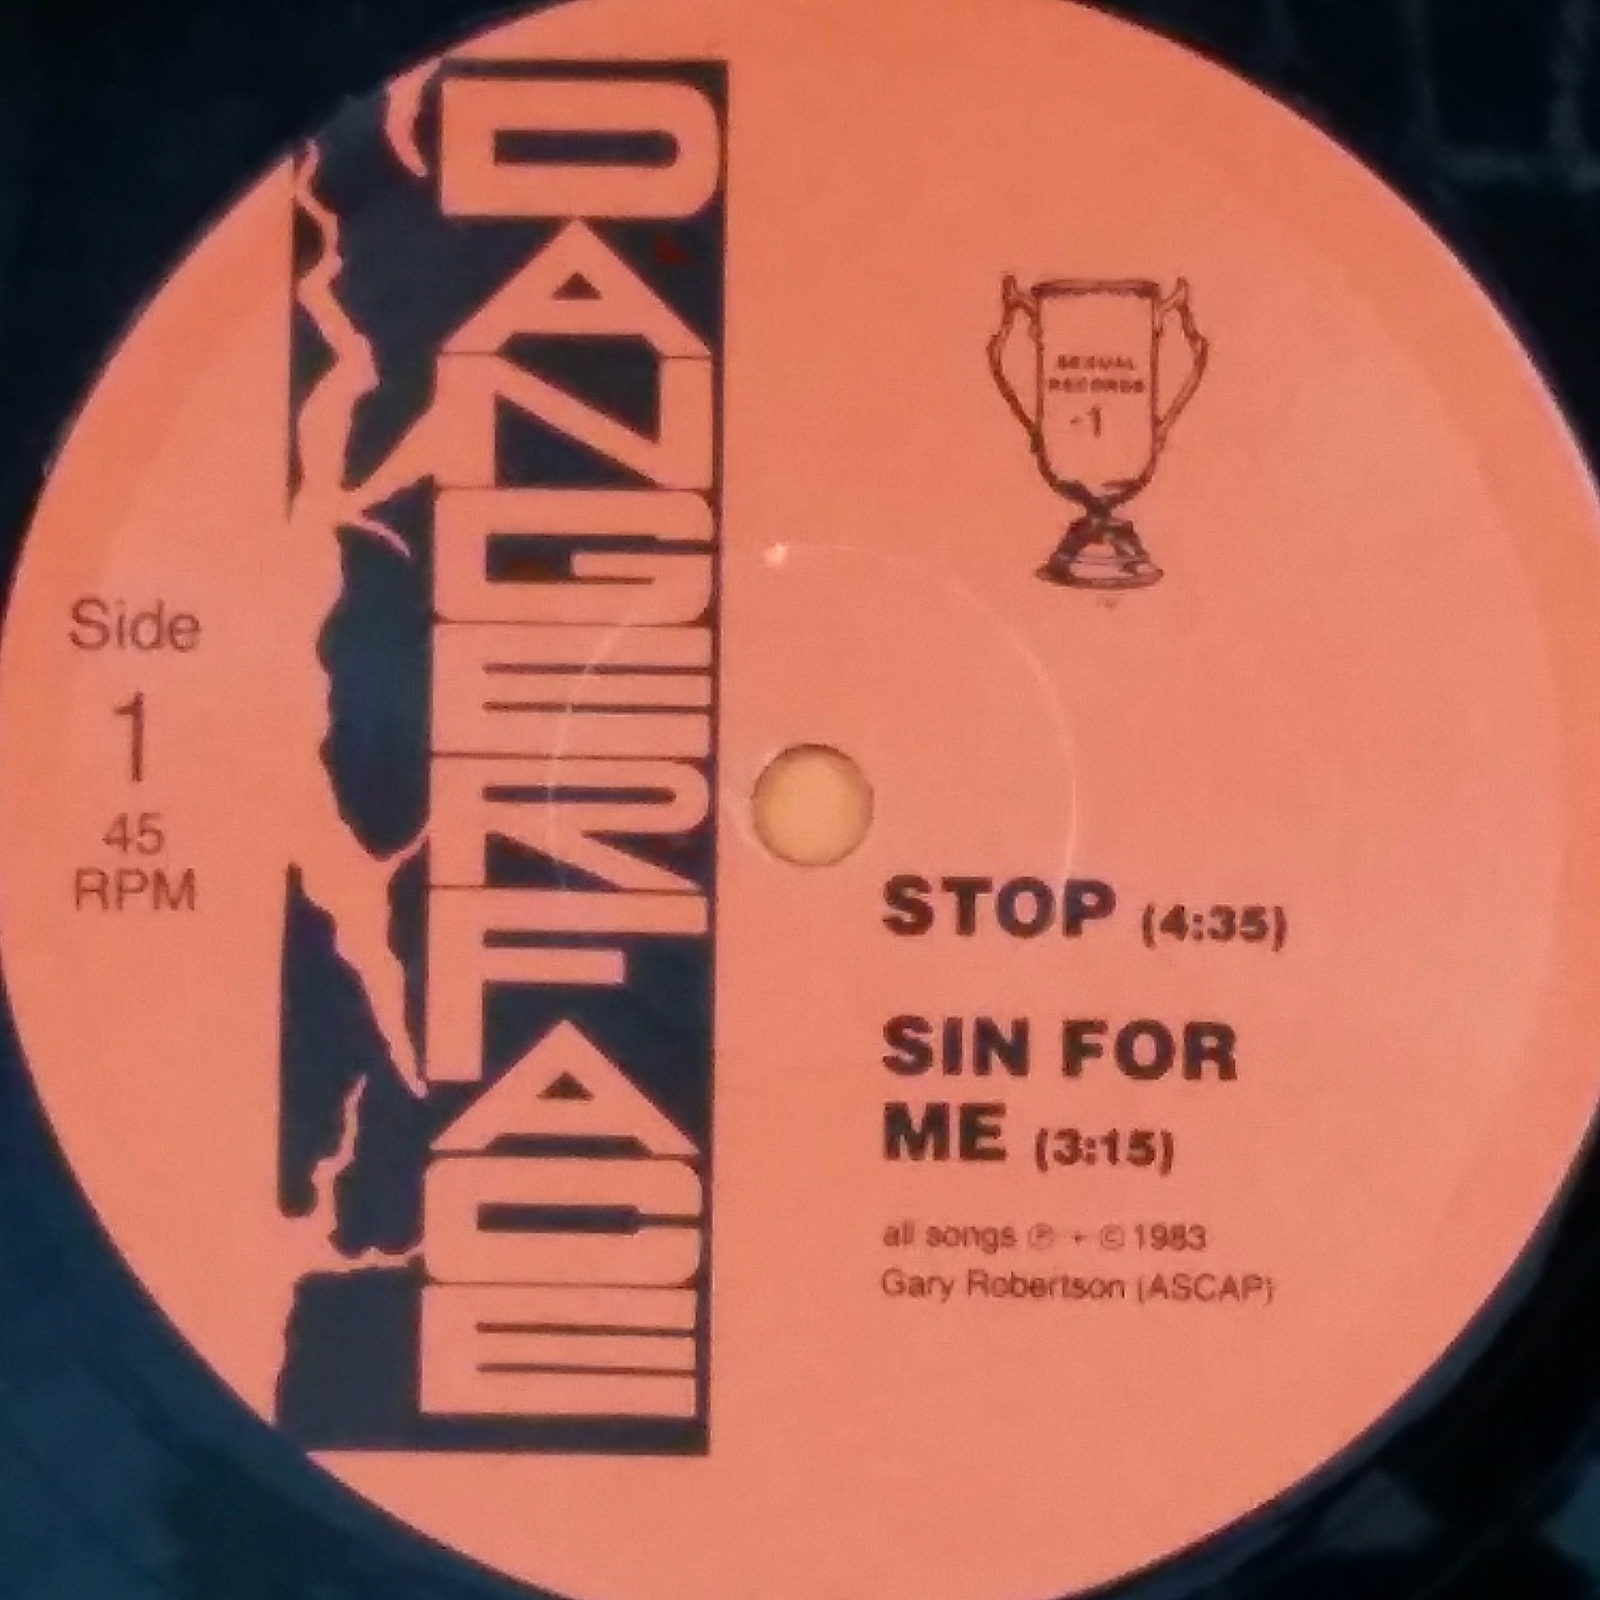 DANGERFACE
Side
1
45
RPM
SEXUAL
RECORDS
-1
STOP (4:35)
SIN FOR
ME (3:15)
all songs ℗ + © 1983
Gary Robertson (ASCAP)